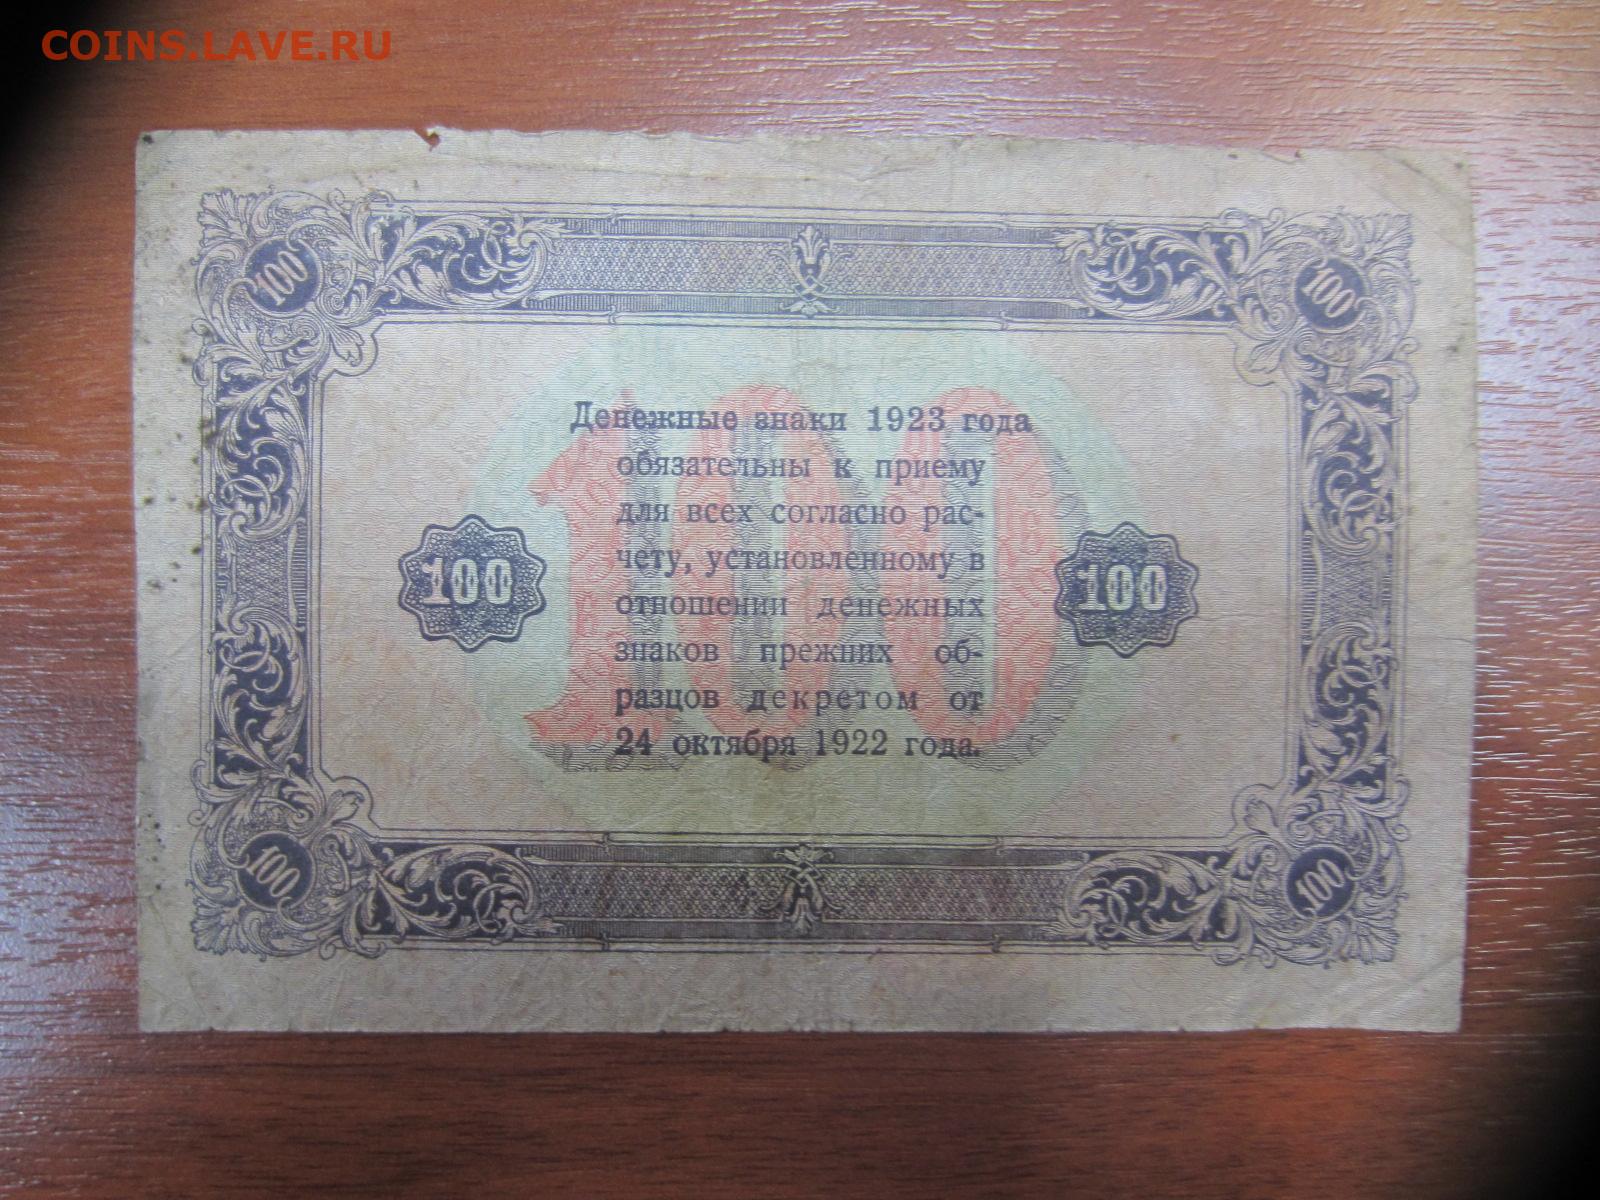 COINS.LAVE.RU
100 100
Денежные знаки 1923 года
обязательны к приему
для всех согласно рас-
чету, установленному в
100 100
отношении денежных
знаков прежних об-
разцов декретом от
24 октября 1922 года.
100 100
100